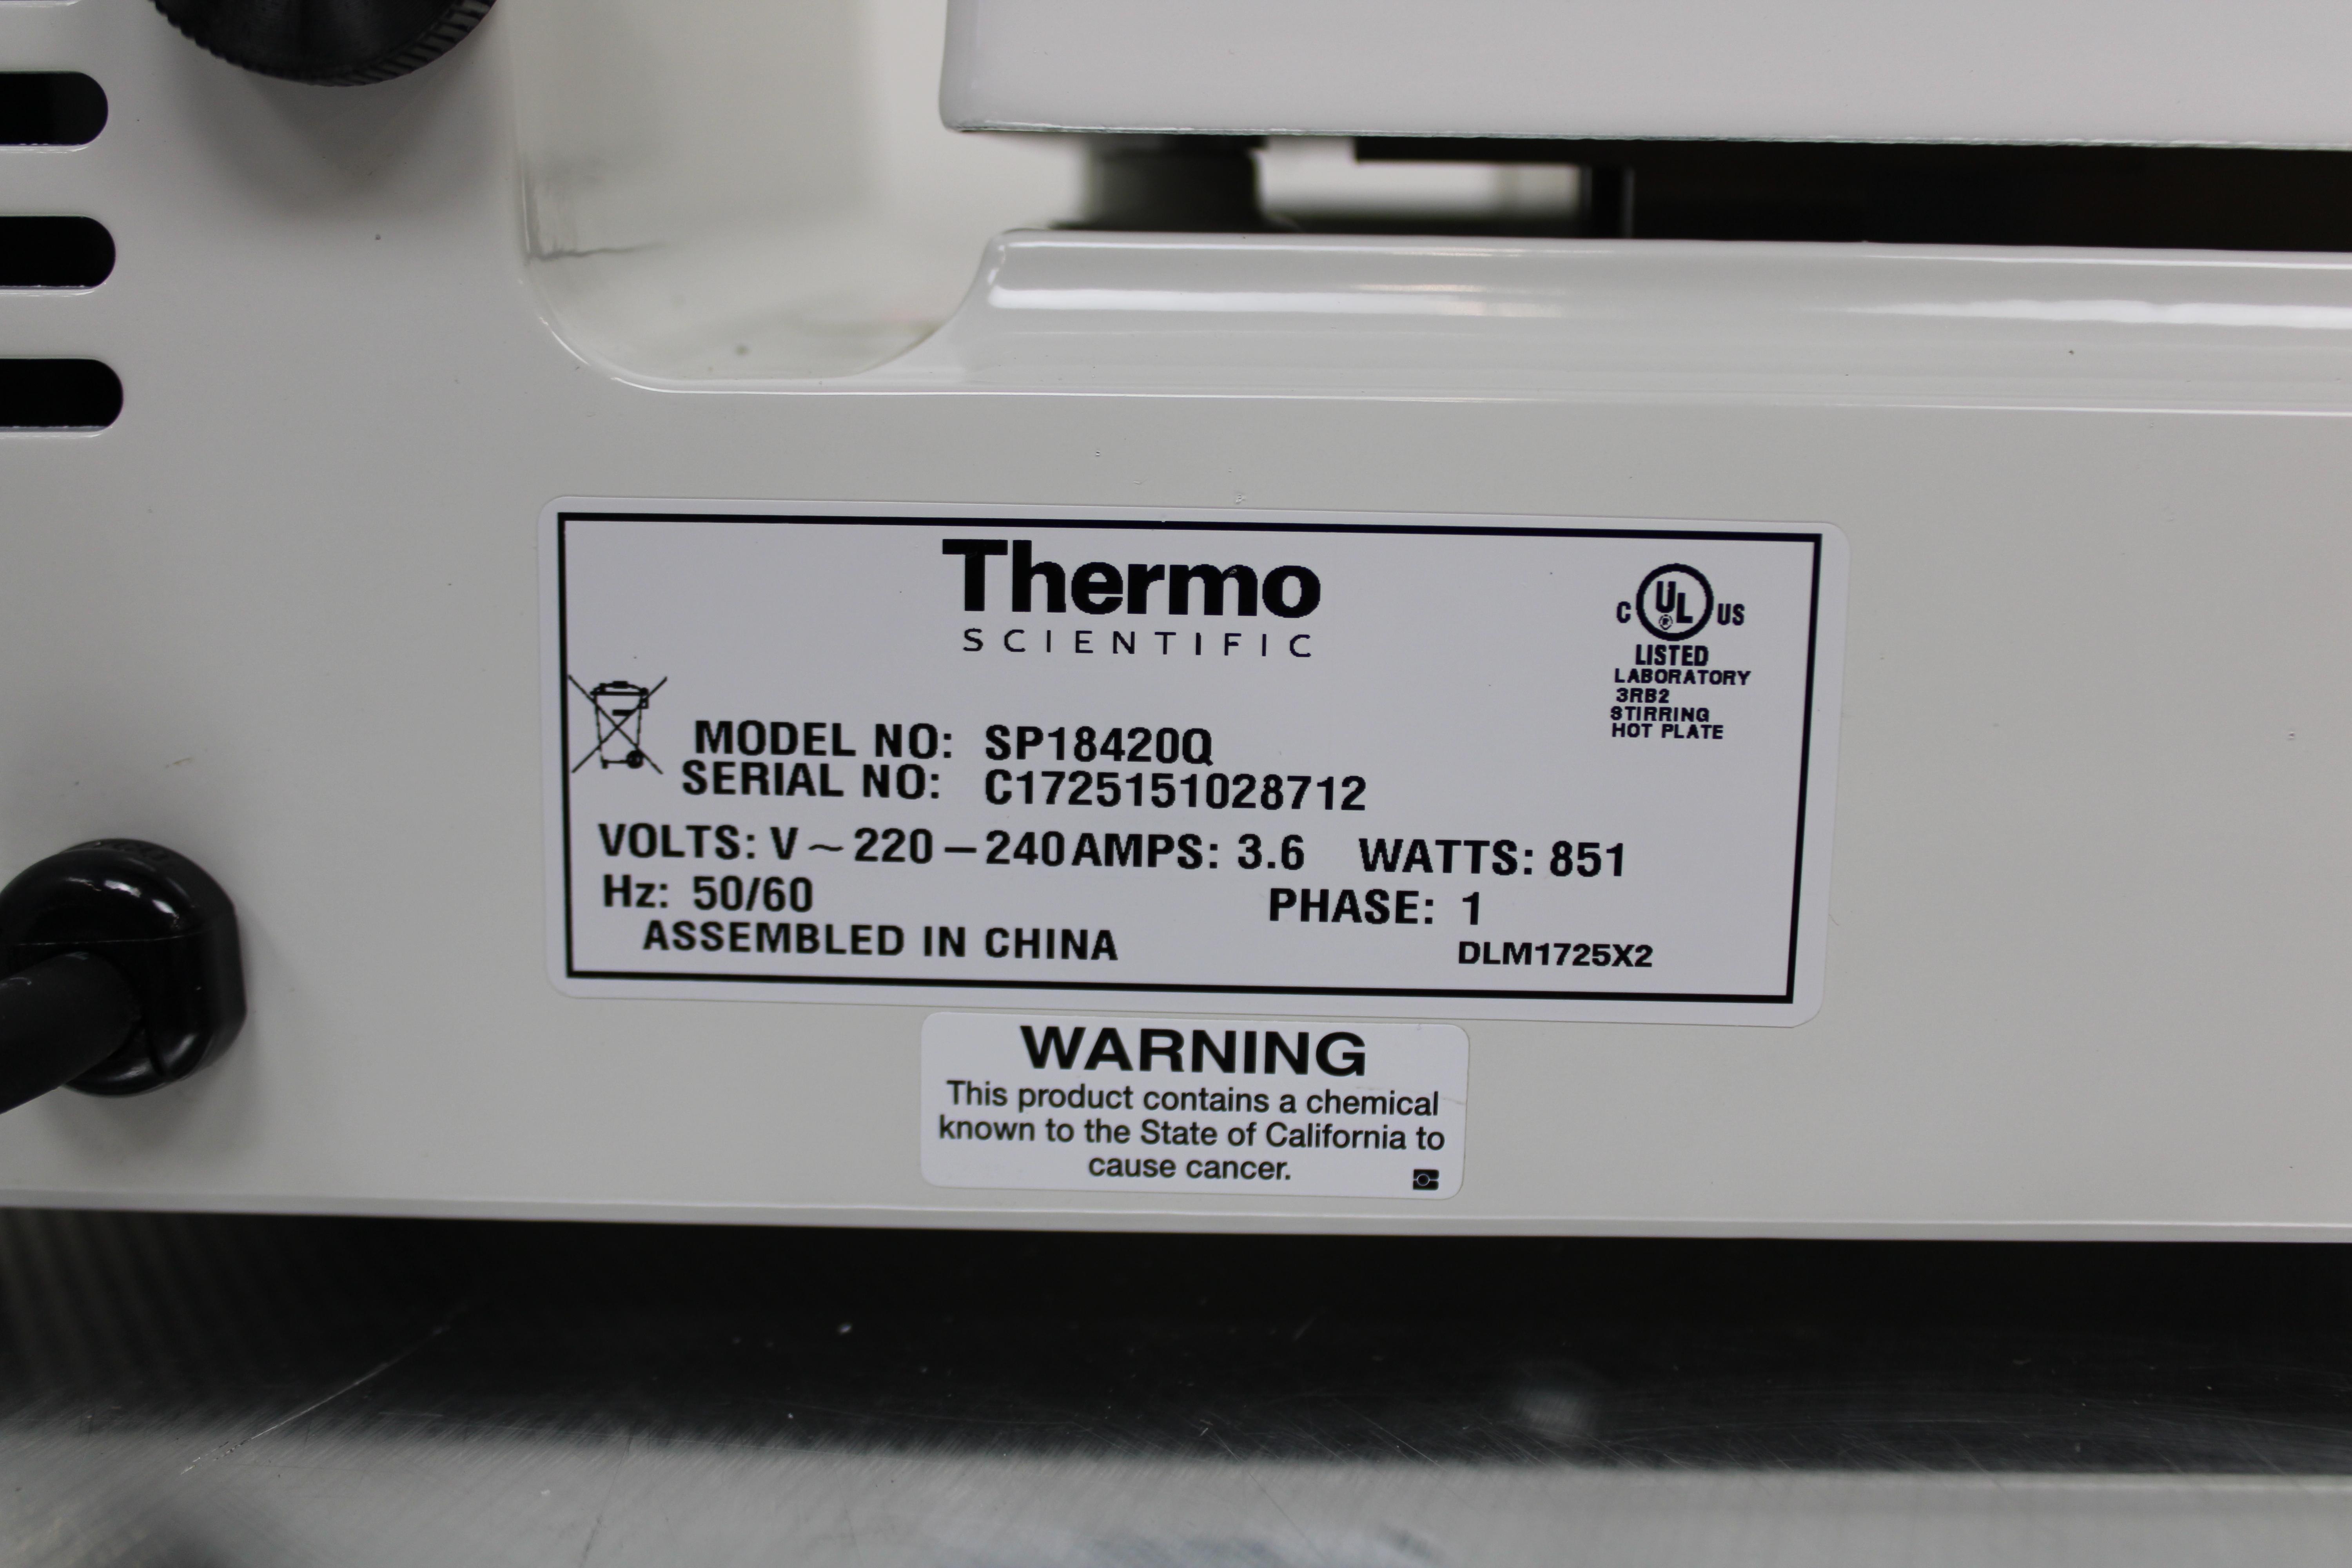 Thermo
SCIENTIFIC
C UL US
LISTED
LABORATORY
3RB2
STIRRING
HOT PLATE
MODEL NO: SP18420Q
SERIAL NO: C1725151028712
VOLTS: V ~ 220 – 240 AMPS: 3.6 WATTS: 851
Hz: 50/60 PHASE: 1
ASSEMBLED IN CHINA DLM1725X2
WARNING
This product contains a chemical
known to the State of California to
cause cancer.